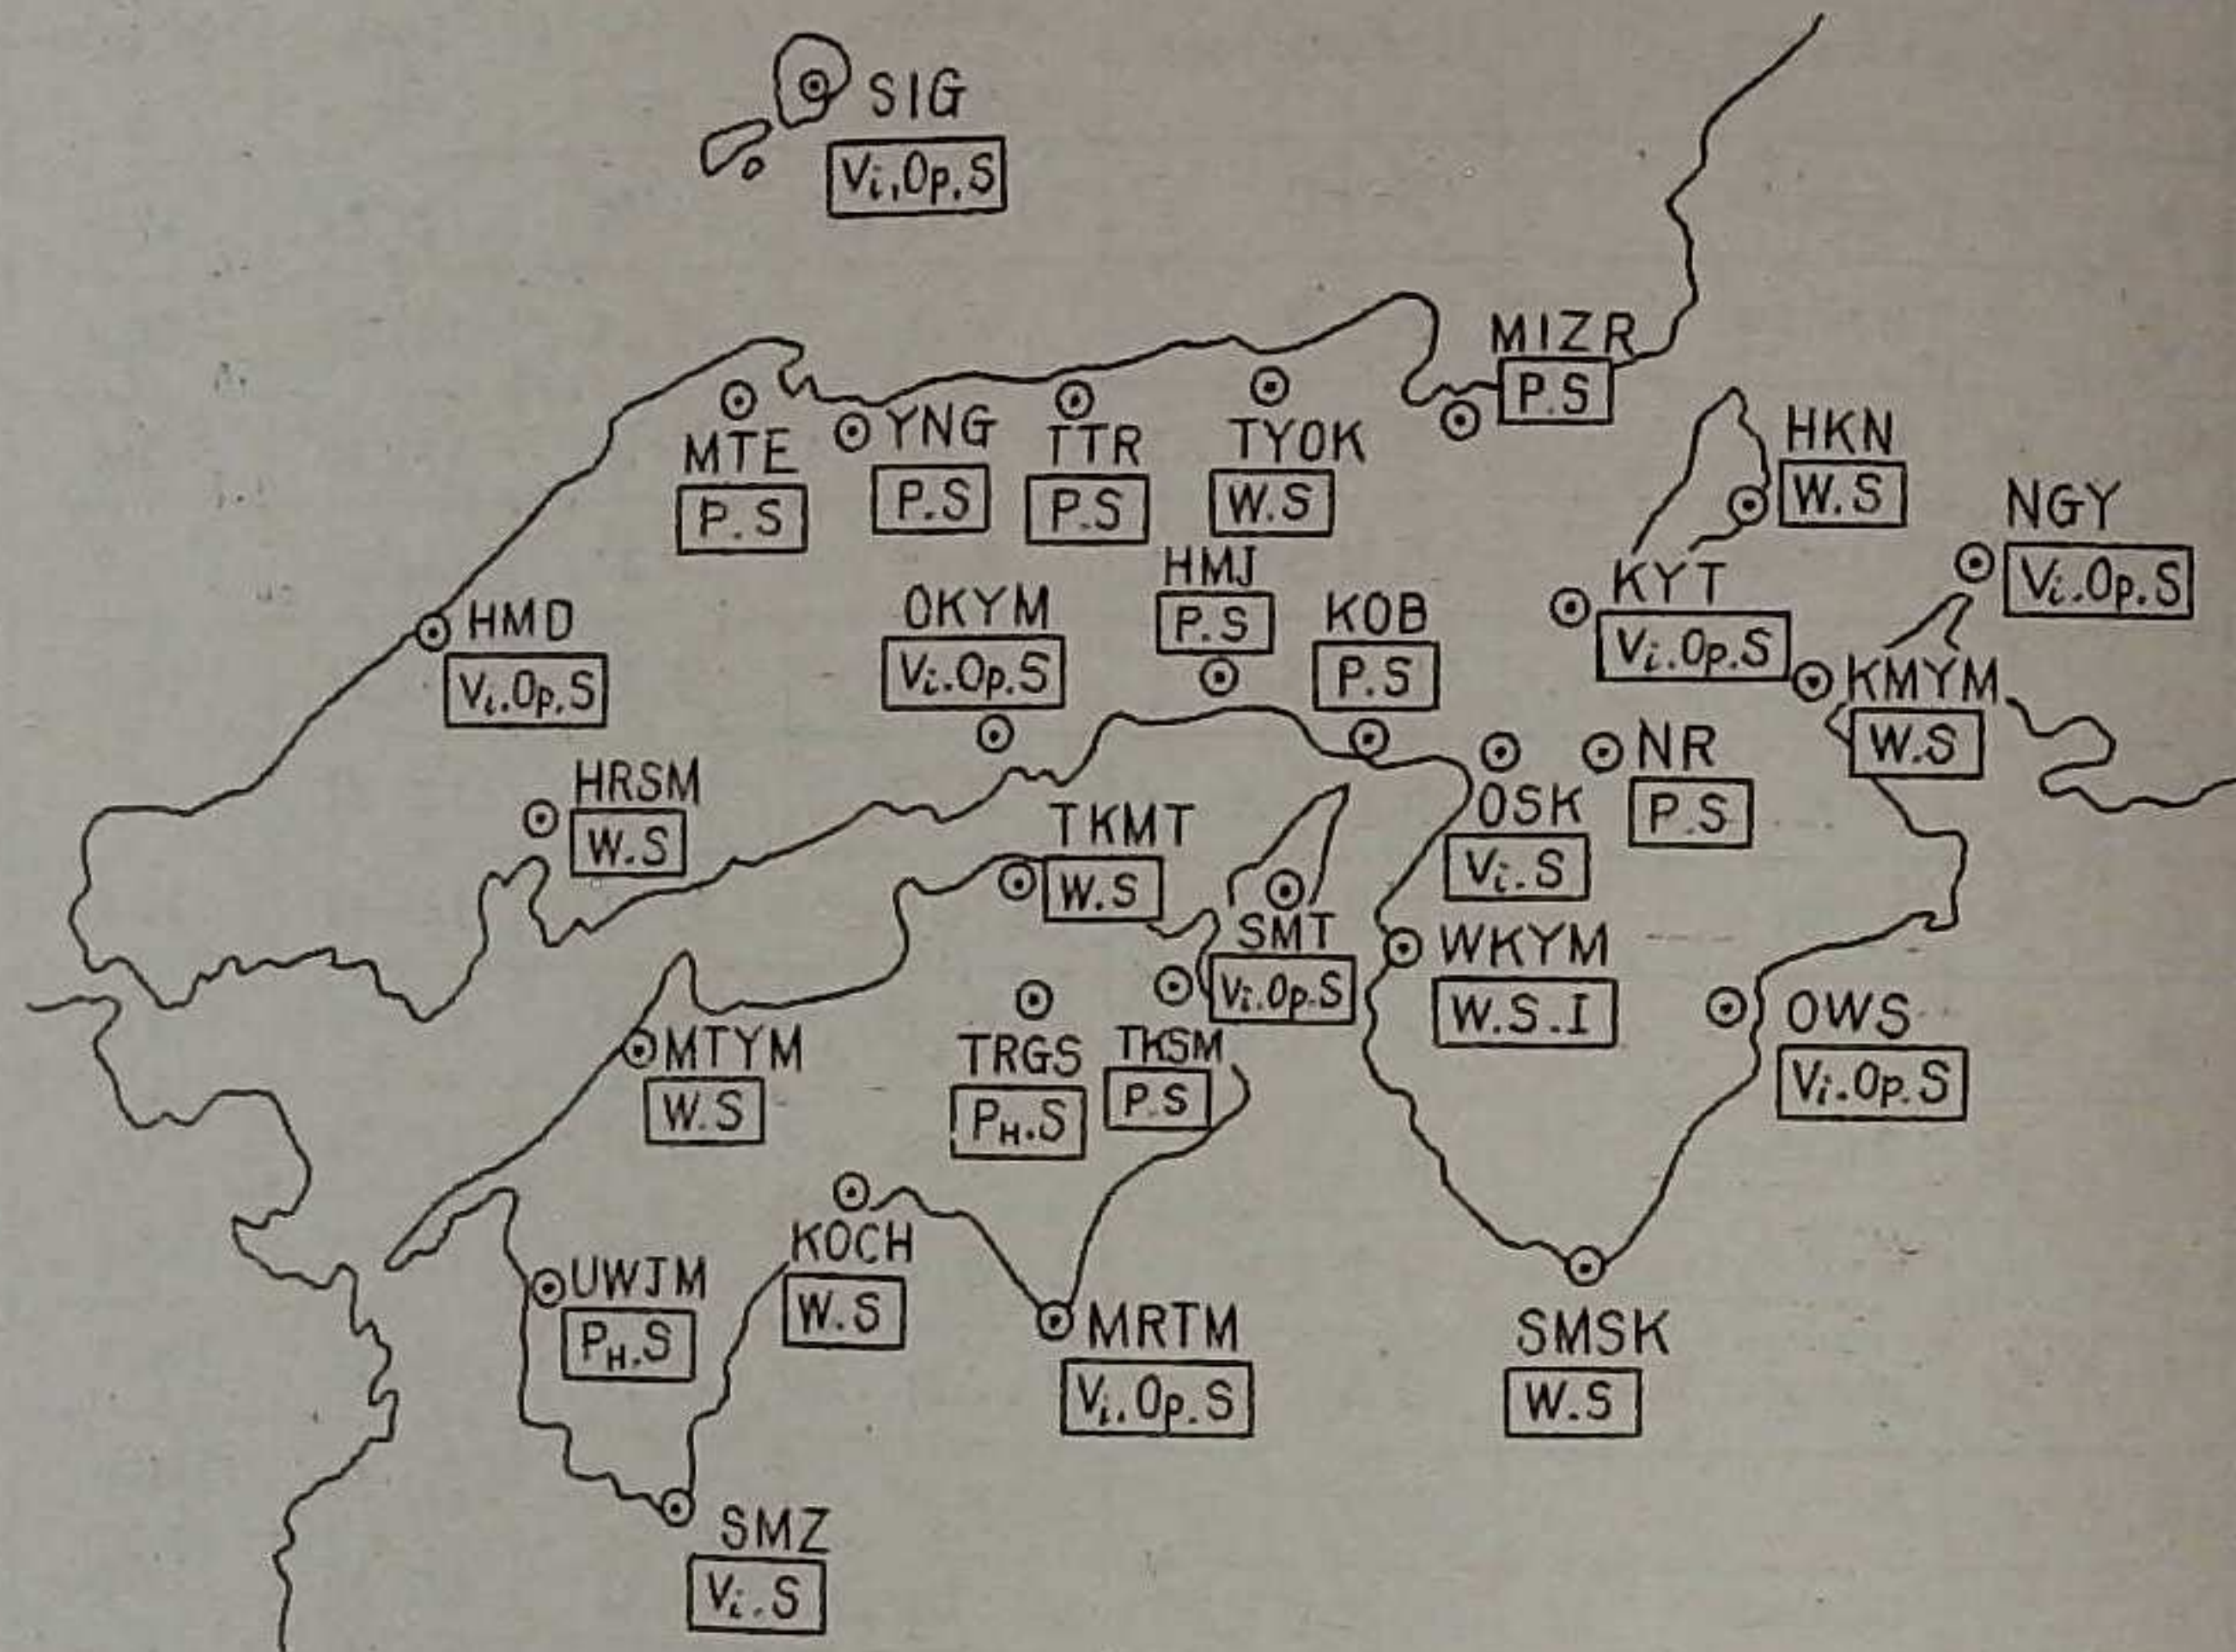 SIG
Vi.Op.S
MIZR
P.S
MTE
P.S
YNG
P.S
TTR
P.S
TYOK
W.S
HKN
W.S
NGY
Vi.Op.S
HMD
Vi.Op.S
OKYM
Vi.Op.S
HMJ
P.S
KOB
P.S
KYT
Vi.Op.S
KMYM
W.S
HRSM
W.S
TKMT
W.S
OSK
Vi.S
NR
P.S
SMT
Vi.Op.S
WKYM
W.S.I
OWS
Vi.Op.S
MTYM
W.S
TRGS
PH.S
TKSM
P.S
UWJM
PH.S
KOCH
W.S
MRTM
Vi.Op.S
SMSK
W.S
SMZ
Vi.S